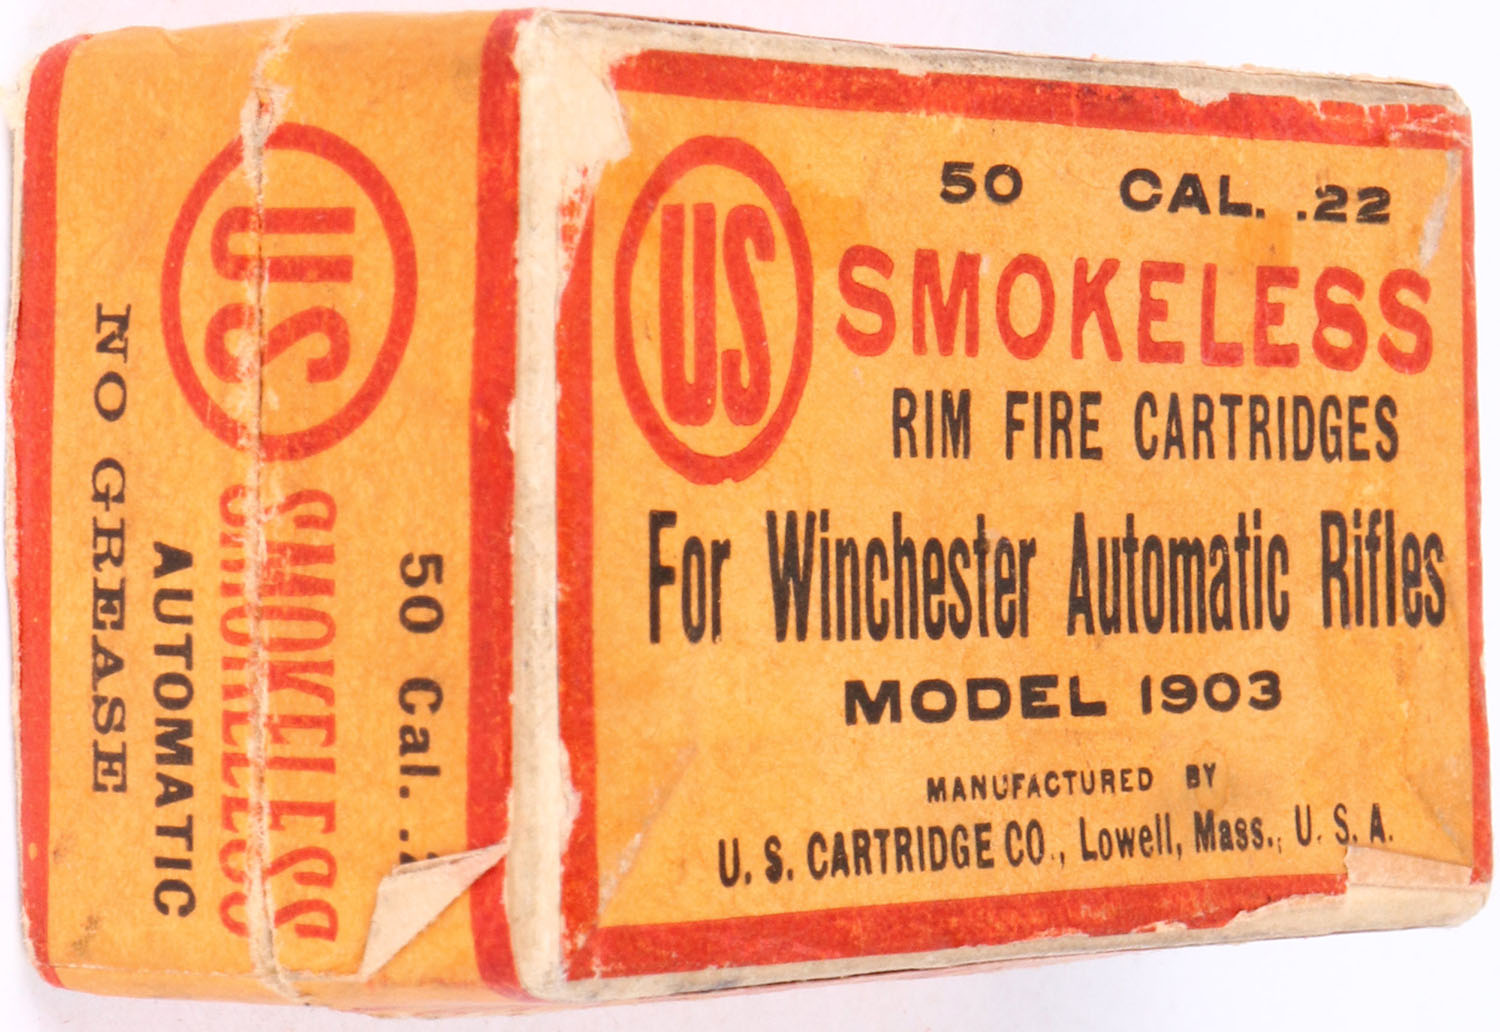 US
50 CAL. .22
SMOKELESS
RIM FIRE CARTRIDGES
For Winchester Automatic Rifles
MODEL 1903
MANUFACTURED BY
U. S. CARTRIDGE CO., Lowell, Mass., U. S. A.
50 Cal.
US SMOKELESS
AUTOMATIC
NO GREASE